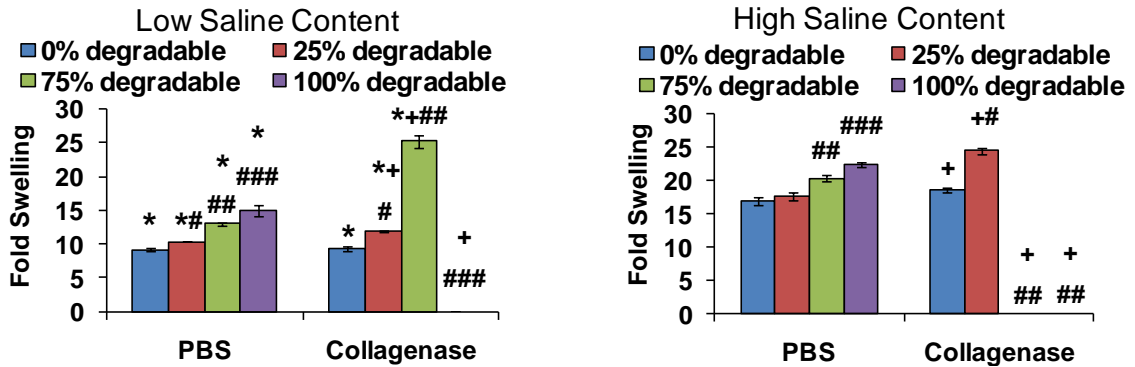 Low Saline Content
0% degradable 25% degradable
75% degradable 100% degradable
Fold Swelling
30
25
20
15
10
5
0
* *# * ## * ###
* *+ # *+## + ###
PBS Collagenase
High Saline Content
0% degradable 25% degradable
75% degradable 100% degradable
Fold Swelling
30
25
20
15
10
5
0
## ###
+ +# + ## + ##
PBS Collagenase